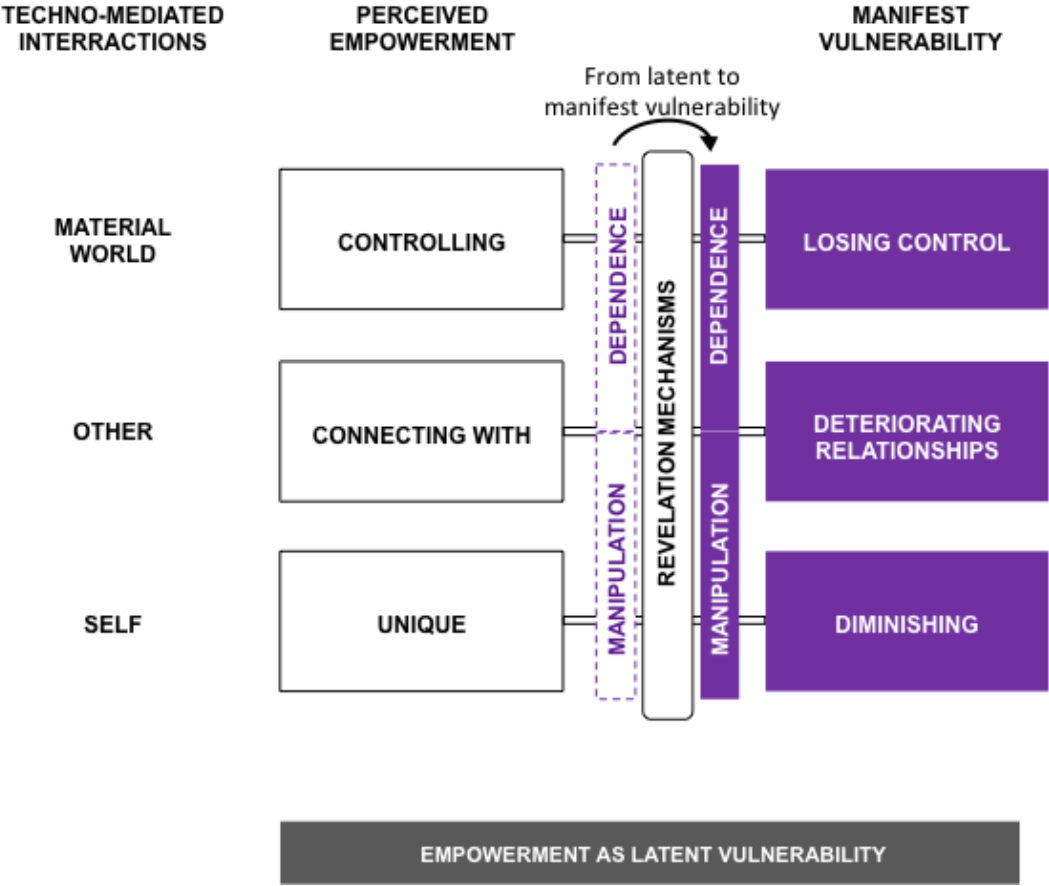 TECHNO-MEDIATED
INTERRACTIONS
PERCEIVED
EMPOWERMENT
MANIFEST
VULNERABILITY
From latent to
manifest vulnerability
MATERIAL
WORLD
CONTROLLING
DEPENDENCE
REVELATION MECHANISMS
DEPENDENCE
LOSING CONTROL
OTHER
CONNECTING WITH
DETERIORATING
RELATIONSHIPS
SELF
UNIQUE
MANIPULATION
MANIPULATION
DIMINISHING
EMPOWERMENT AS LATENT VULNERABILITY